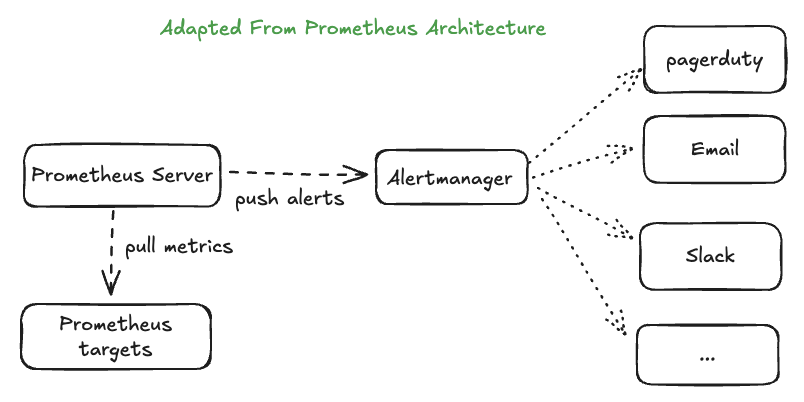 Adapted From Prometheus Architecture
pagerduty
Email
Prometheus Server
push alerts
Alertmanager
pull metrics
Slack
Prometheus
targets
...